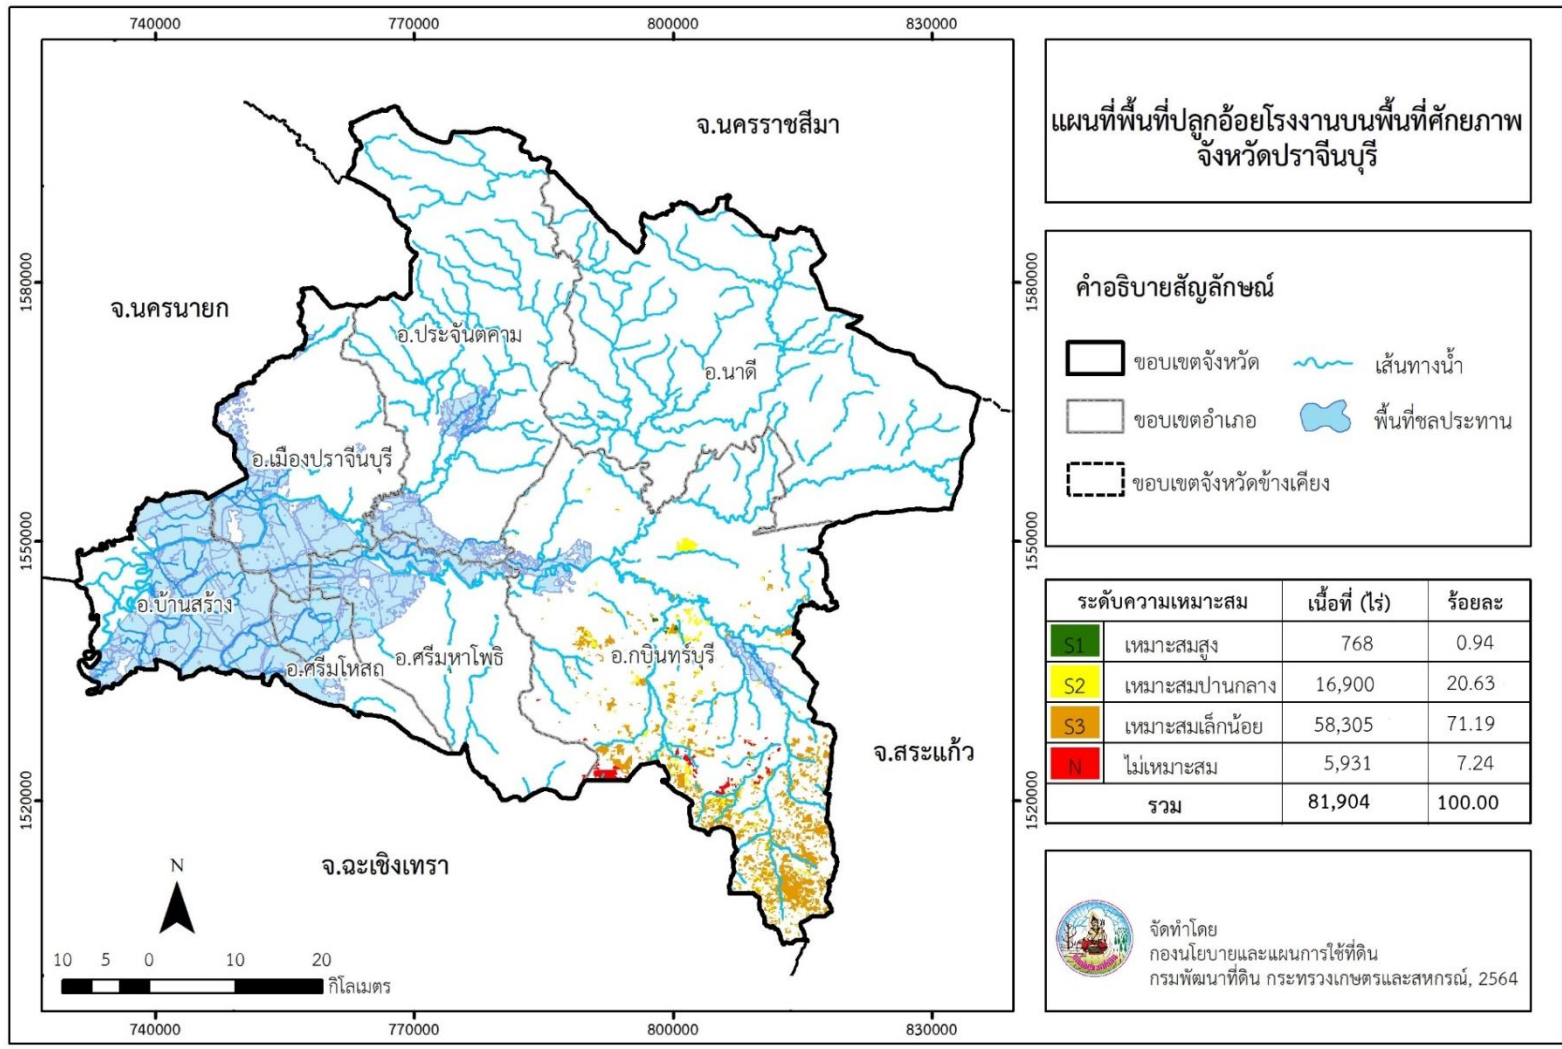 740000
770000
800000
830000
1580000
1550000
1520000
จ.นครราชสีมา
จ.นครนายก
อ.ประจันตคาม
อ.นาดี
อ.เมืองปราจีนบุรี
อ.บ้านสร้าง
อ.ศรีมโหสถ
อ.ศรีมหาโพธิ
อ.กบินทร์บุรี
จ.สระแก้ว
จ.ฉะเชิงเทรา
N
10 5 0 10 20
กิโลเมตร
740000
770000
800000
830000
1580000
1550000
1520000
แผนที่พื้นที่ปลูกอ้อยโรงงานบนพื้นที่ศักยภาพ
จังหวัดปราจีนบุรี
คำอธิบายสัญลักษณ์
ขอบเขตจังหวัด
เส้นทางน้ำ
ขอบเขตอำเภอ
พื้นที่ชลประทาน
ขอบเขตจังหวัดข้างเคียง
ระดับความเหมาะสม เนื้อที่ (ไร่) ร้อยละ
S1 เหมาะสมสูง 768 0.94
S2 เหมาะสมปานกลาง 16,900 20.63
S3 เหมาะสมเล็กน้อย 58,305 71.19
N ไม่เหมาะสม 5,931 7.24
รวม 81,904 100.00
จัดทำโดย
กองนโยบายและแผนการใช้ที่ดิน
กรมพัฒนาที่ดิน กระทรวงเกษตรและสหกรณ์, 2564